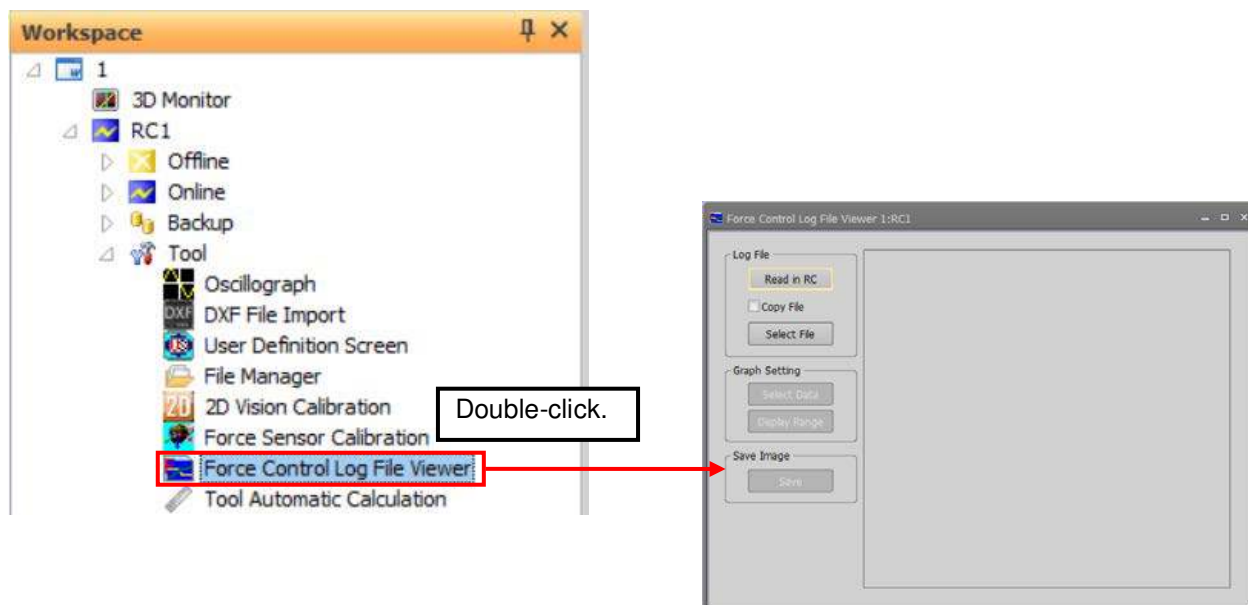 Workspace
1
3D Monitor
RC1
Offline
Online
Backup
Tool
Oscillograph
DXF File Import
User Definition Screen
File Manager
2D Vision Calibration
Force Sensor Calibration
Force Control Log File Viewer
Tool Automatic Calculation
Double-click.
Force Control Log File Viewer 1:RC1
Log File
Read in RC
Copy File
Select File
Graph Setting
Select Data
Display Range
Save Image
Save